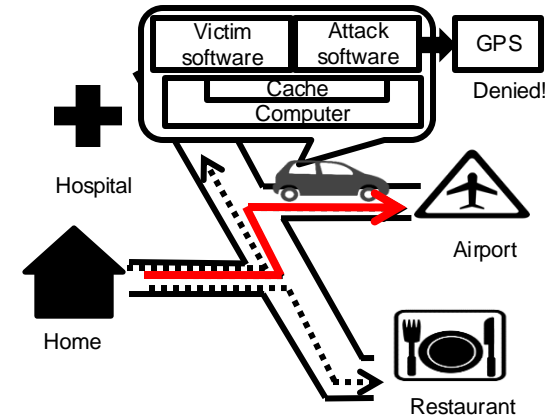 Victim
software
Attack
software
GPS
Cache
Denied!
Computer
Hospital
Airport
Home
Restaurant